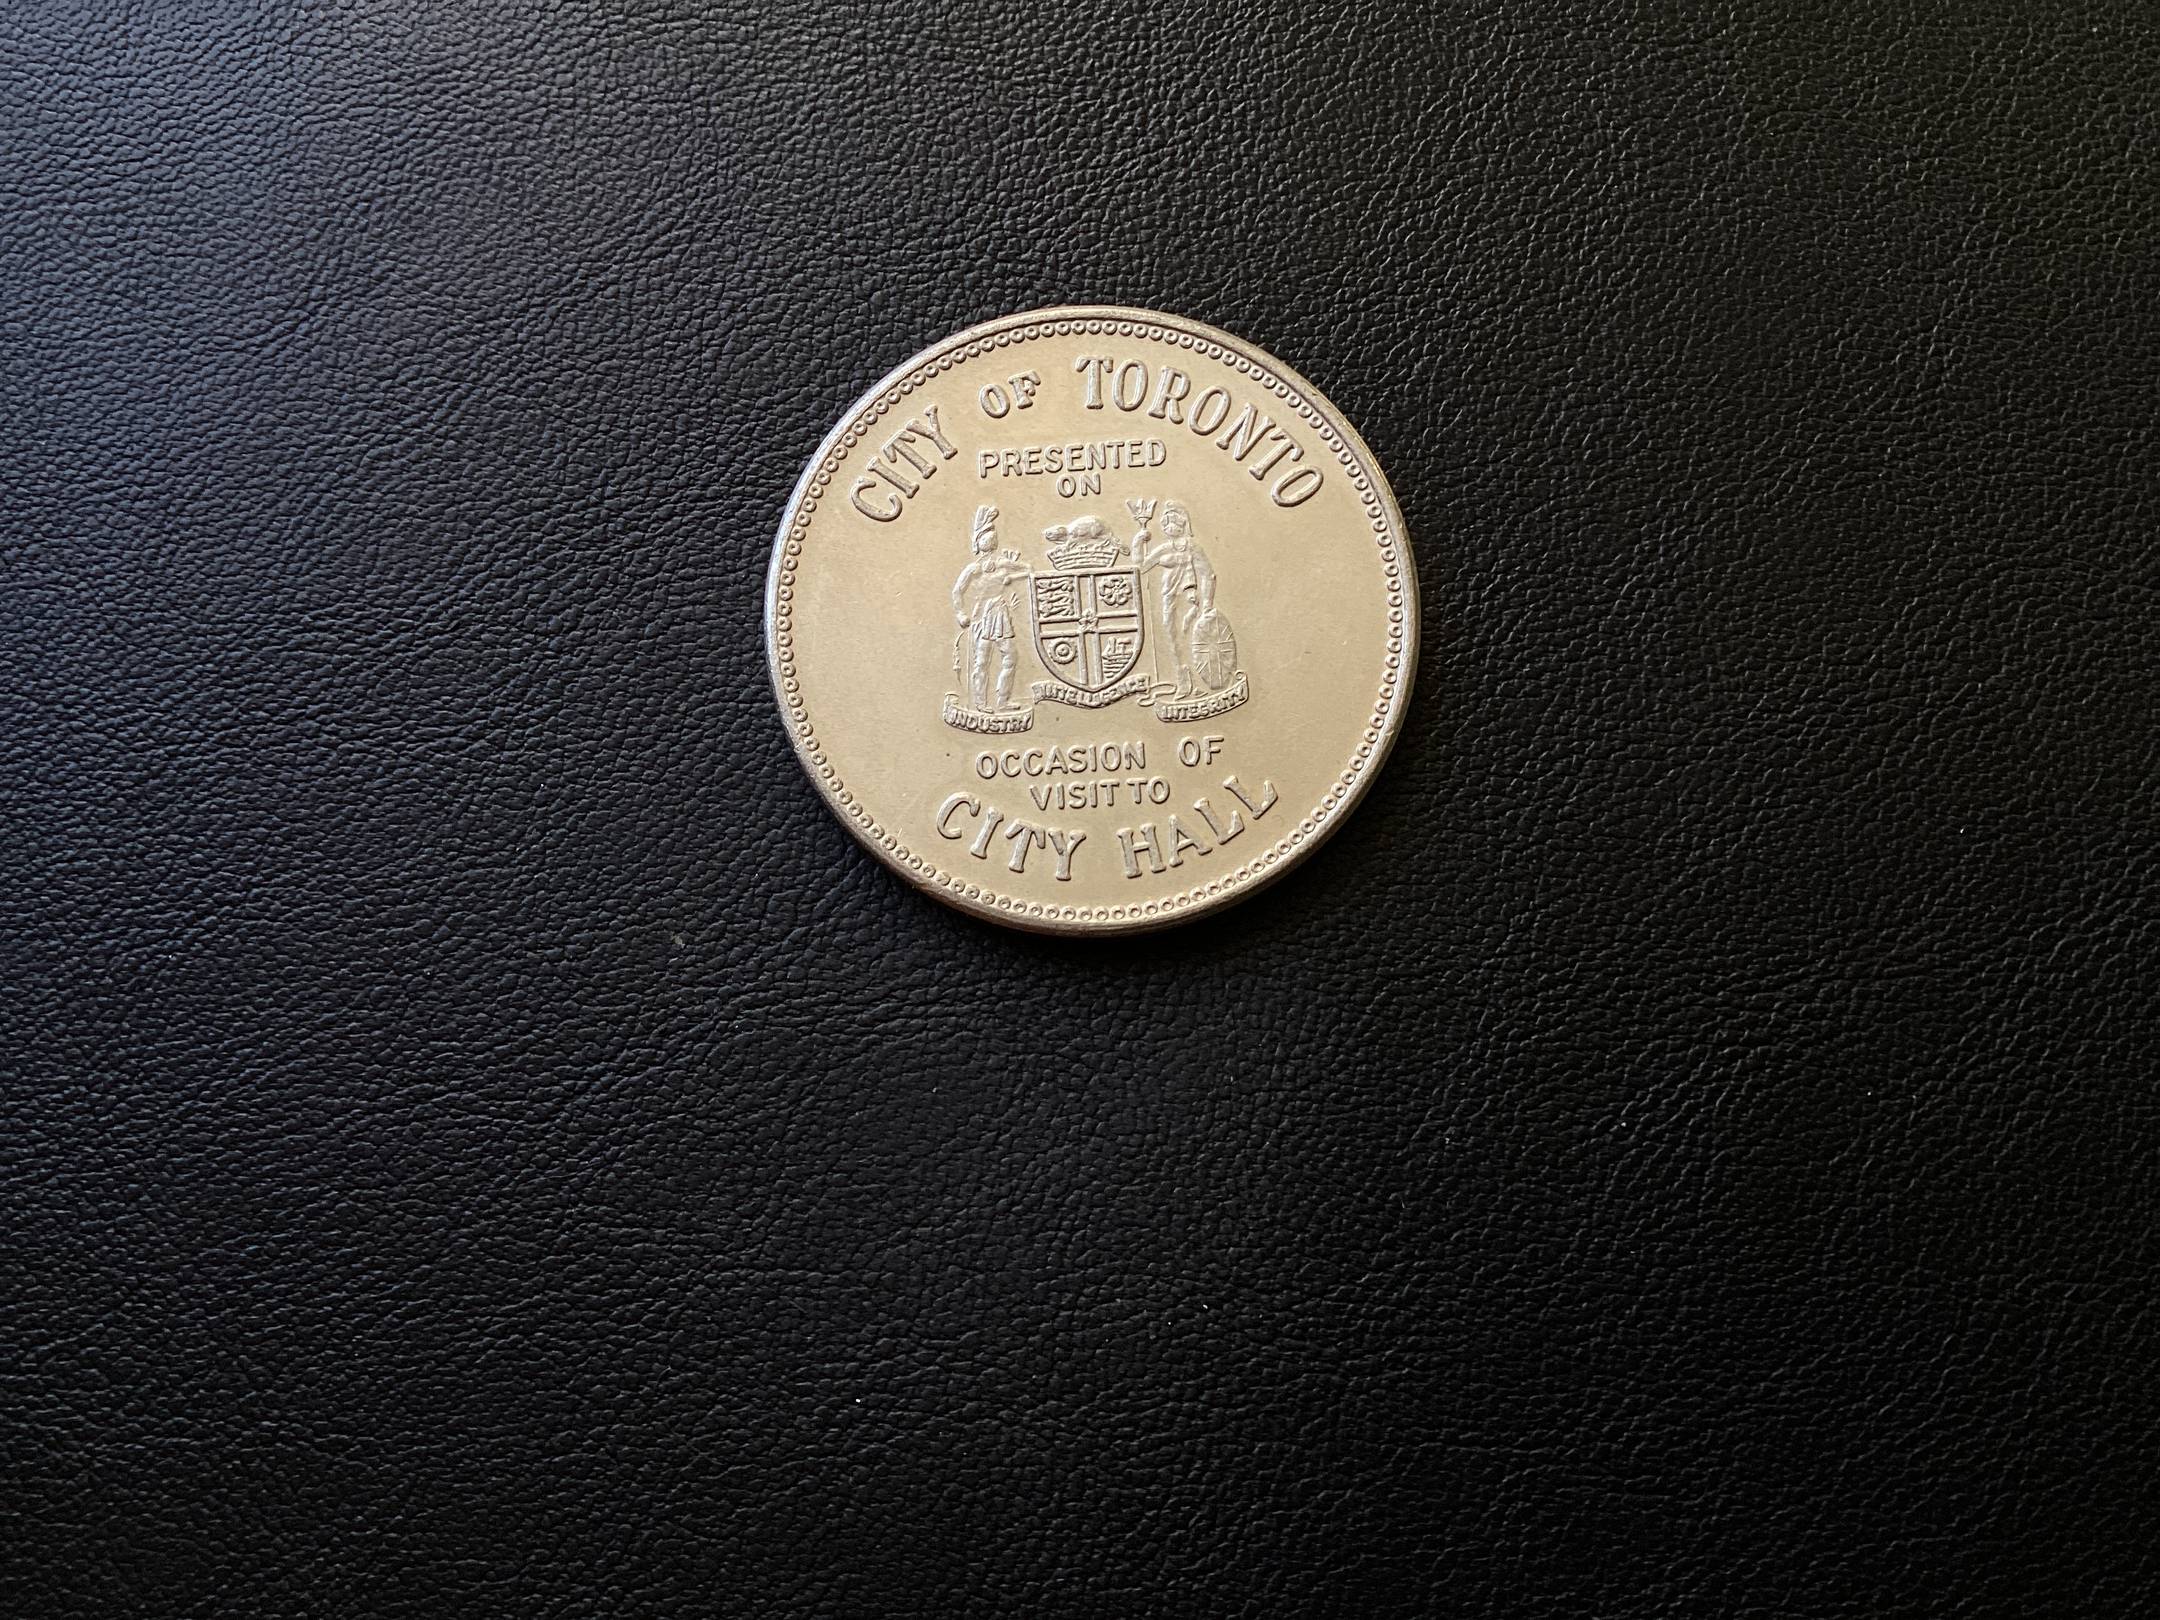 CITY OF TORONTO
PRESENTED
ON
INDUSTRY INTELLIGENCE INTEGRITY
OCCASION OF
VISIT TO
CITY HALL